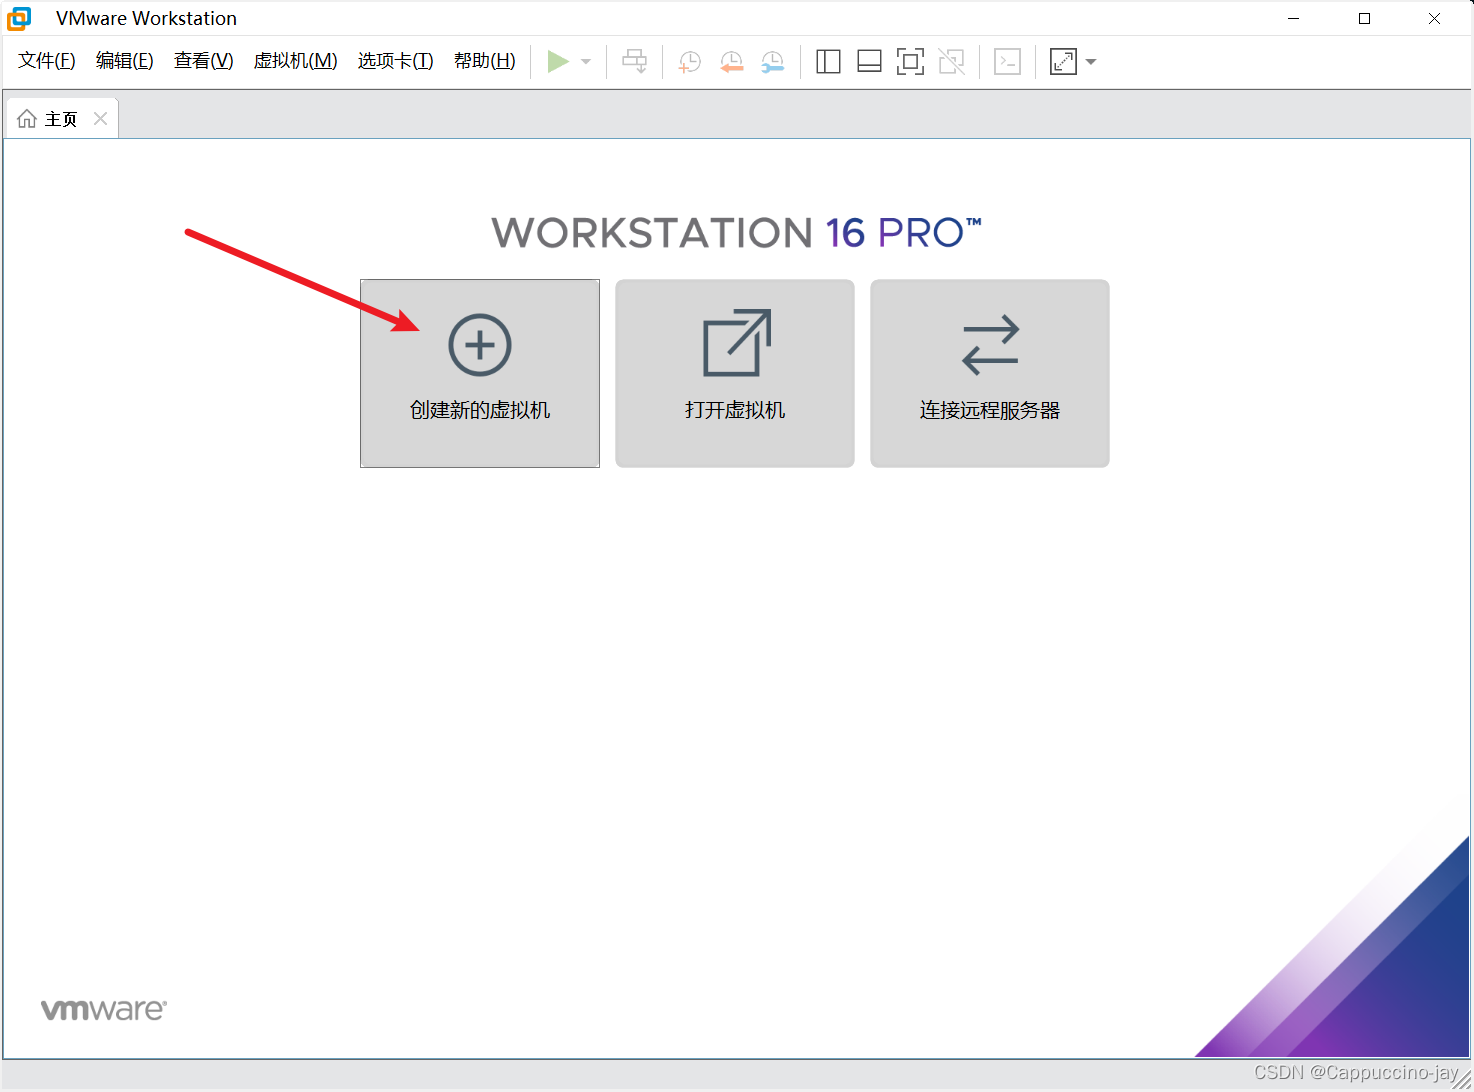 VMware Workstation
文件(F) 编辑(E) 查看(V) 虚拟机(M) 选项卡(T) 帮助(H)
主页
WORKSTATION 16 PRO™
创建新的虚拟机 打开虚拟机 连接远程服务器
vmware®
CSDN @Cappuccino-jay